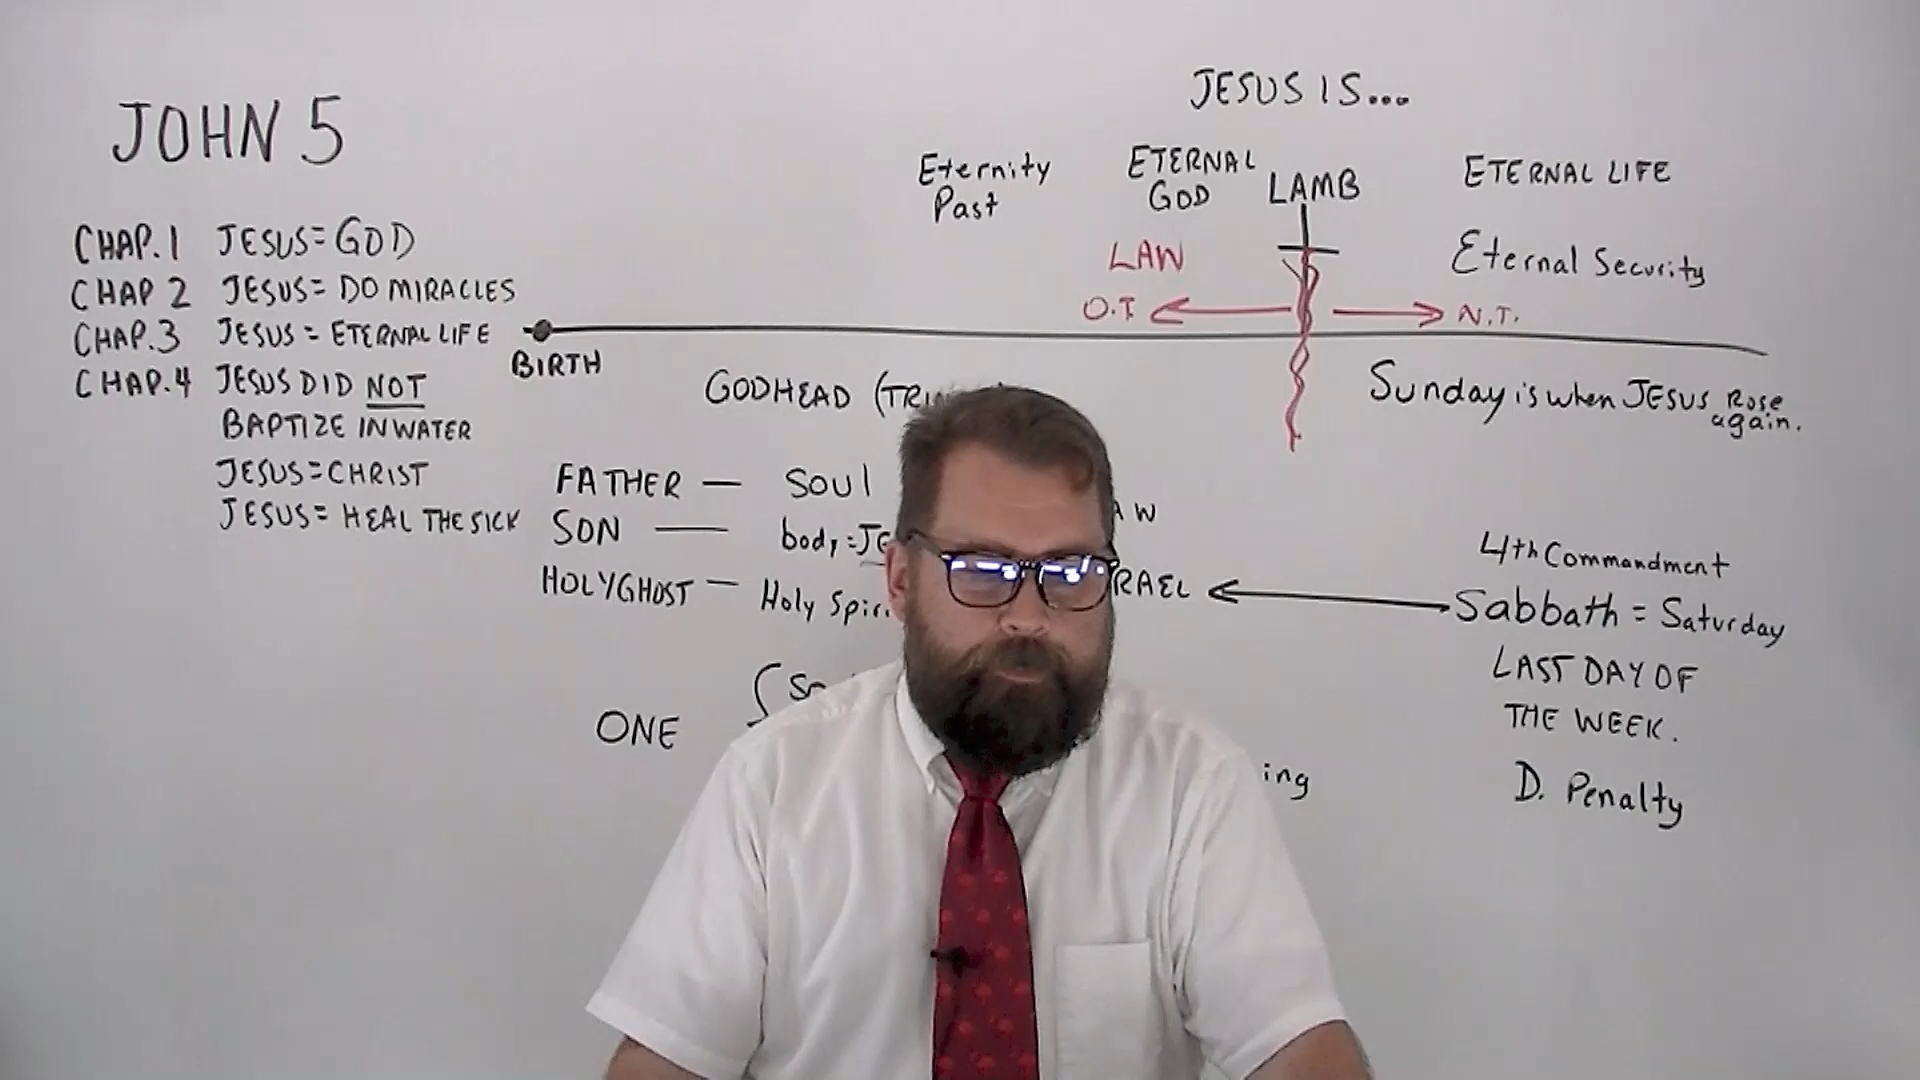 JOHN 5
CHAP.1 JESUS=GOD
CHAP 2 JESUS= DO MIRACLES
CHAP.3 JESUS = ETERNAL LIFE
CHAP.4 JESUS DID NOT
BAPTIZE IN WATER
JESUS=CHRIST
JESUS= HEAL THE SICK
JESUS IS...
Eternity
Past
ETERNAL
GOD
LAMB
ETERNAL LIFE
LAW
Eternal Security
O.T.
N.T.
BIRTH
GODHEAD
Sunday is when JESUS Rose
again.
FATHER — SOUl
SON — body =
HOLYGHOST — Holy
ONE
4th Commandment
Sabbath = Saturday
LAST DAY OF
THE WEEK.
D. Penalty